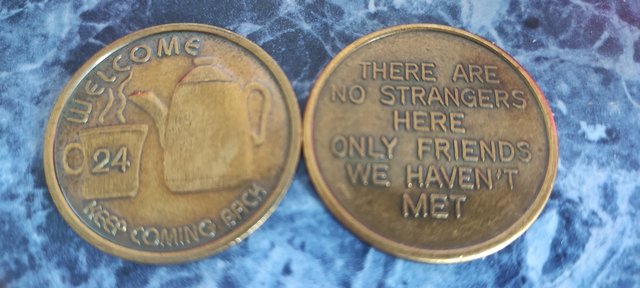 WELCOME
24
KEEP COMING BACK
THERE ARE
NO STRANGERS
HERE
ONLY FRIENDS
WE HAVEN'T
MET